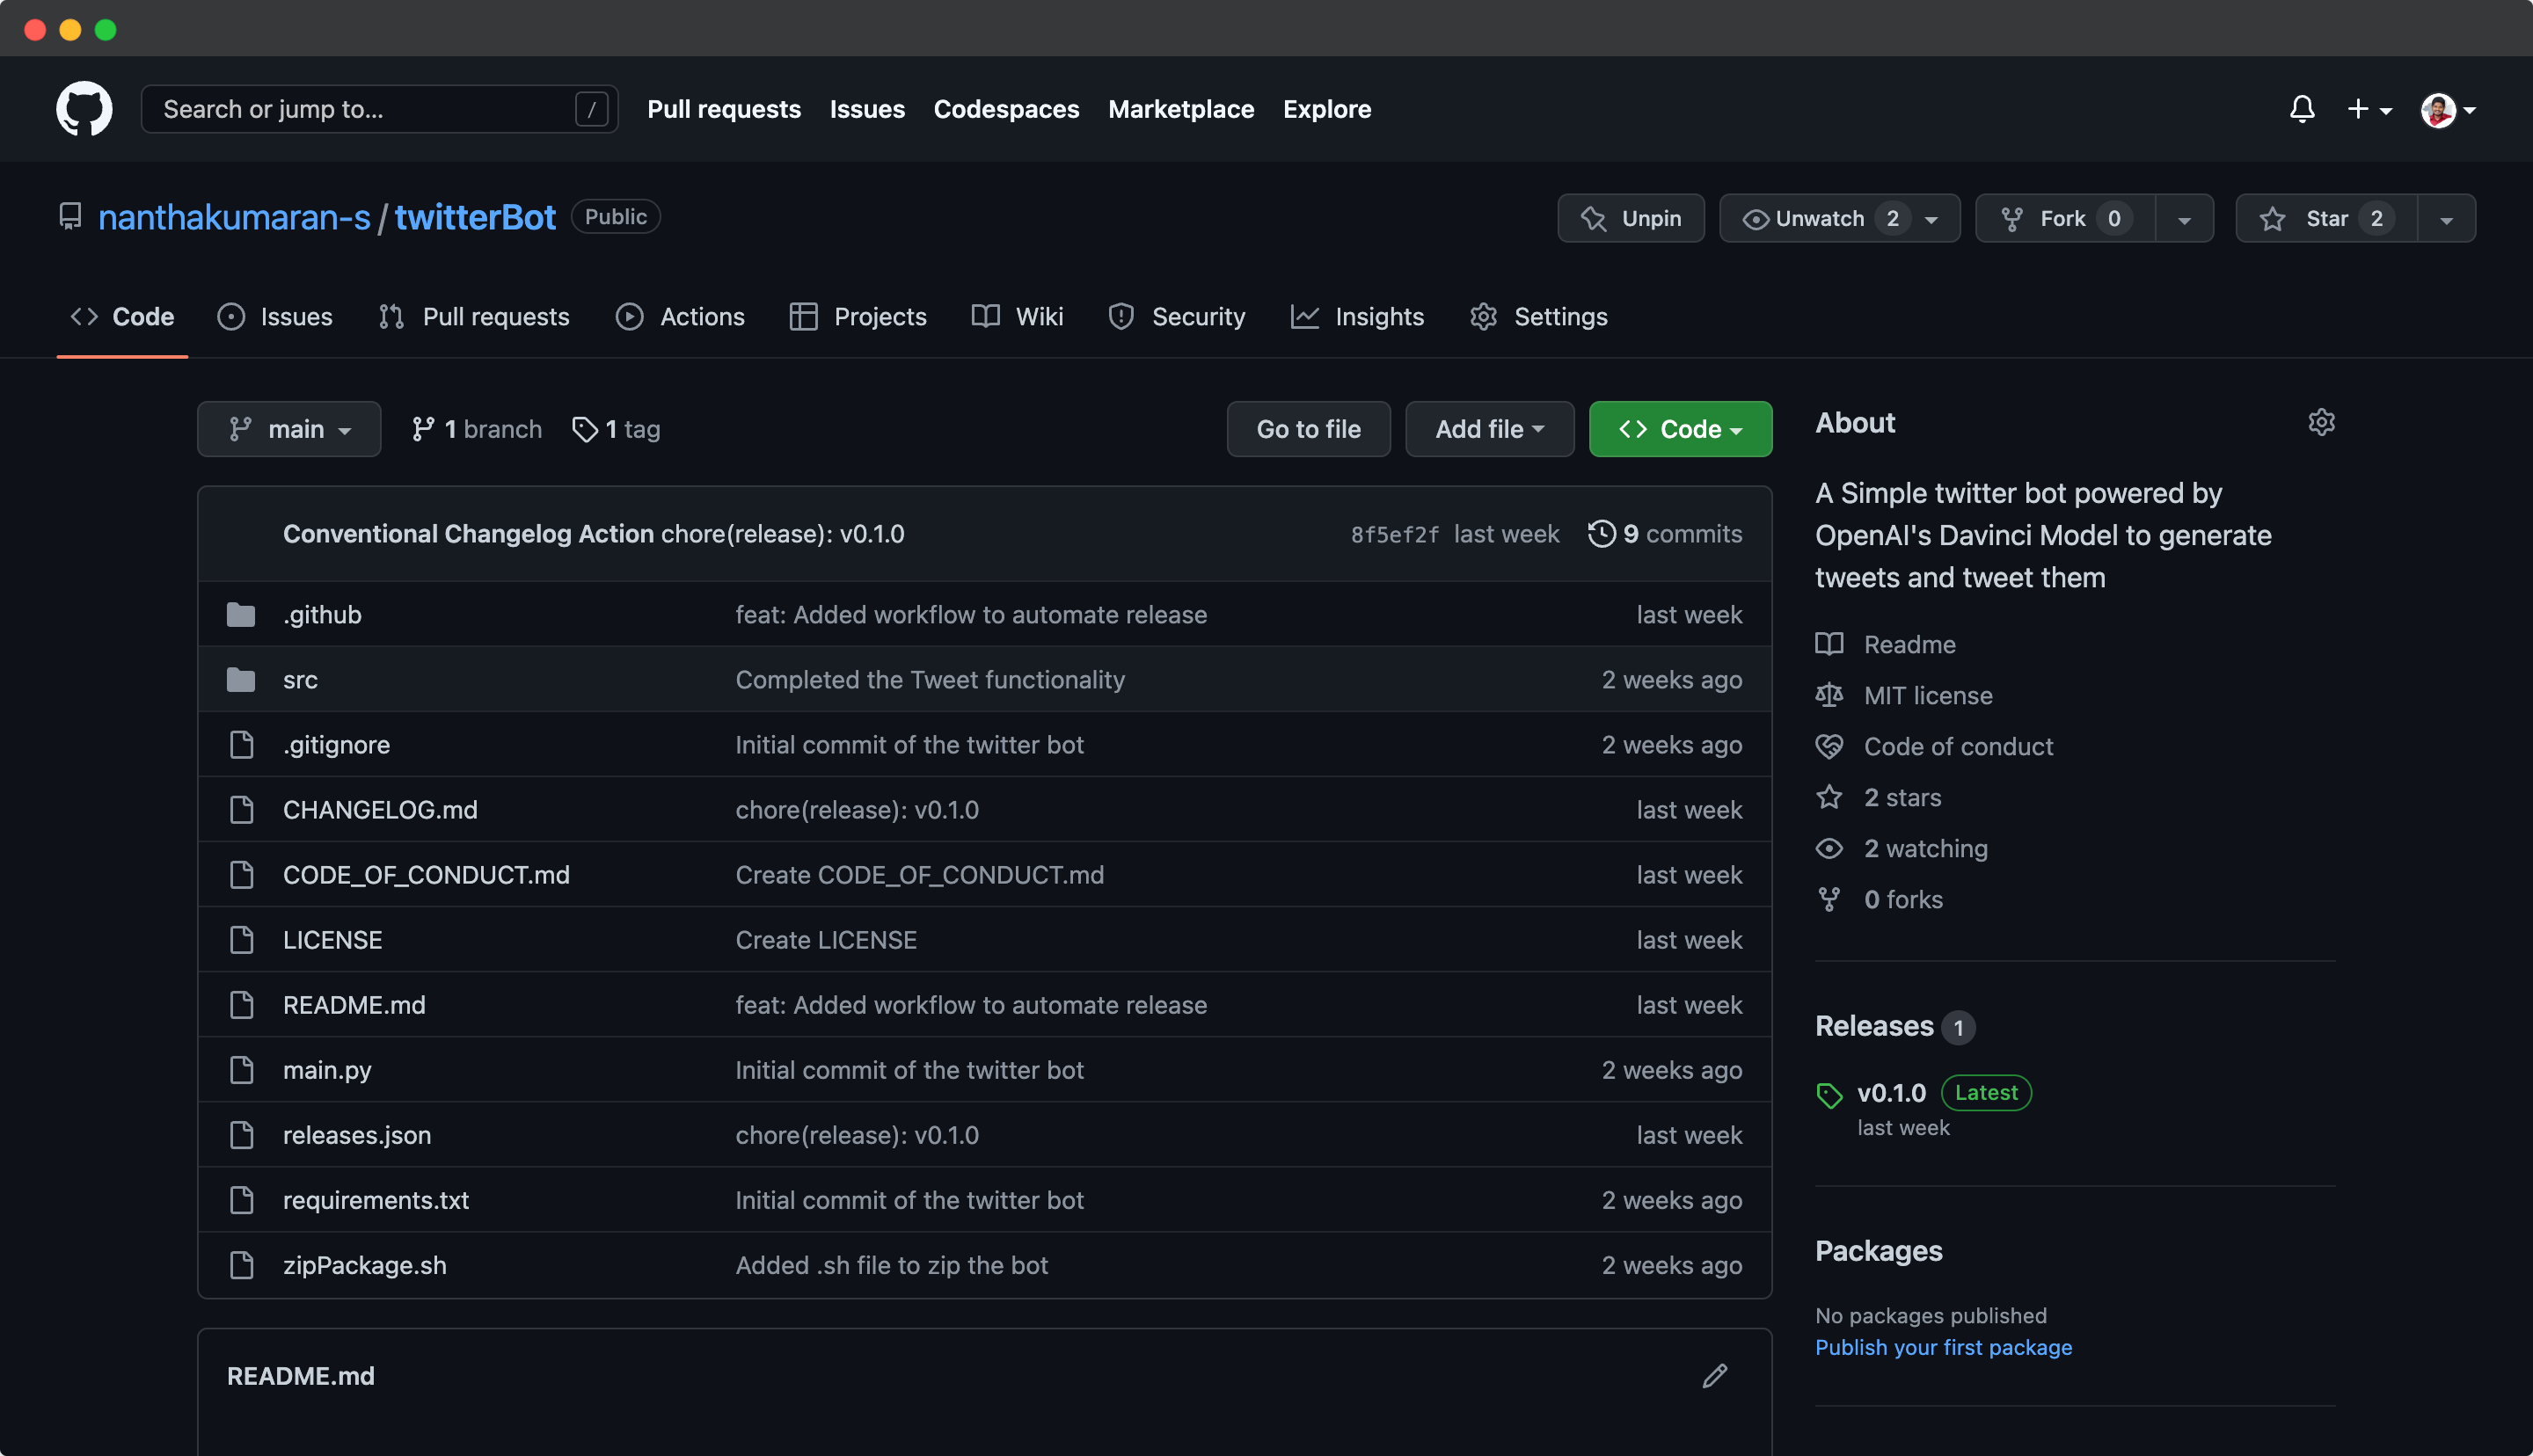 Search or jump to... /
Pull requests Issues Codespaces Marketplace Explore
nanthakumaran-s / twitterBot Public
Unpin Unwatch 2 Fork 0 Star 2
Code Issues Pull requests Actions Projects Wiki Security Insights Settings
main 1 branch 1 tag
Go to file Add file Code
Conventional Changelog Action chore(release): v0.1.0 8f5ef2f last week 9 commits
.github feat: Added workflow to automate release last week
src Completed the Tweet functionality 2 weeks ago
.gitignore Initial commit of the twitter bot 2 weeks ago
CHANGELOG.md chore(release): v0.1.0 last week
CODE_OF_CONDUCT.md Create CODE_OF_CONDUCT.md last week
LICENSE Create LICENSE last week
README.md feat: Added workflow to automate release last week
main.py Initial commit of the twitter bot 2 weeks ago
releases.json chore(release): v0.1.0 last week
requirements.txt Initial commit of the twitter bot 2 weeks ago
zipPackage.sh Added .sh file to zip the bot 2 weeks ago
README.md
About
A Simple twitter bot powered by
OpenAI's Davinci Model to generate
tweets and tweet them
Readme
MIT license
Code of conduct
2 stars
2 watching
0 forks
Releases 1
v0.1.0 Latest
last week
Packages
No packages published
Publish your first package